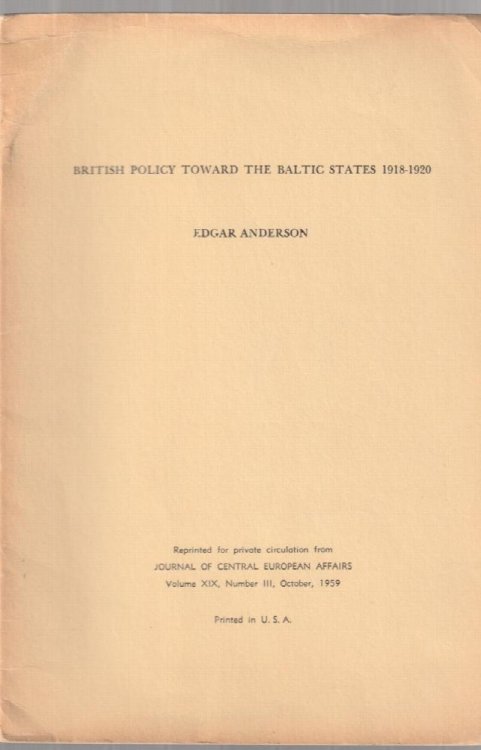 BRITISH POLICY TOWARD THE BALTIC STATES 1918-1920
EDGAR ANDERSON
Reprinted for private circulation from
JOURNAL OF CENTRAL EUROPEAN AFFAIRS
Volume XIX, Number III, October, 1959
Printed in U. S. A.